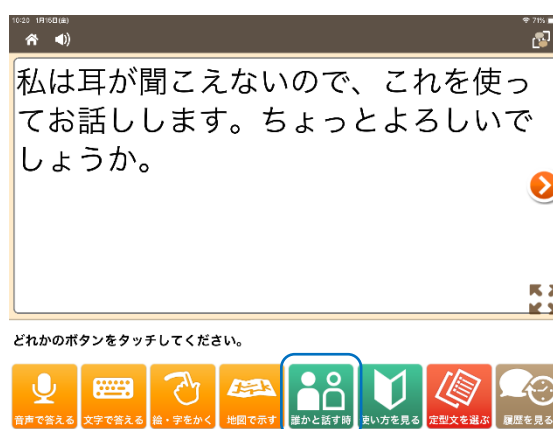 10:20 1月15日(金)
71%
私は耳が聞こえないので、これを使っ
てお話しします。ちょっとよろしいで
しょうか。
どれかのボタンをタッチしてください。
音声で答える 文字で答える 絵・字をかく 地図で示す 誰かと話す時 使い方を見る 定型文を選ぶ 履歴を見る